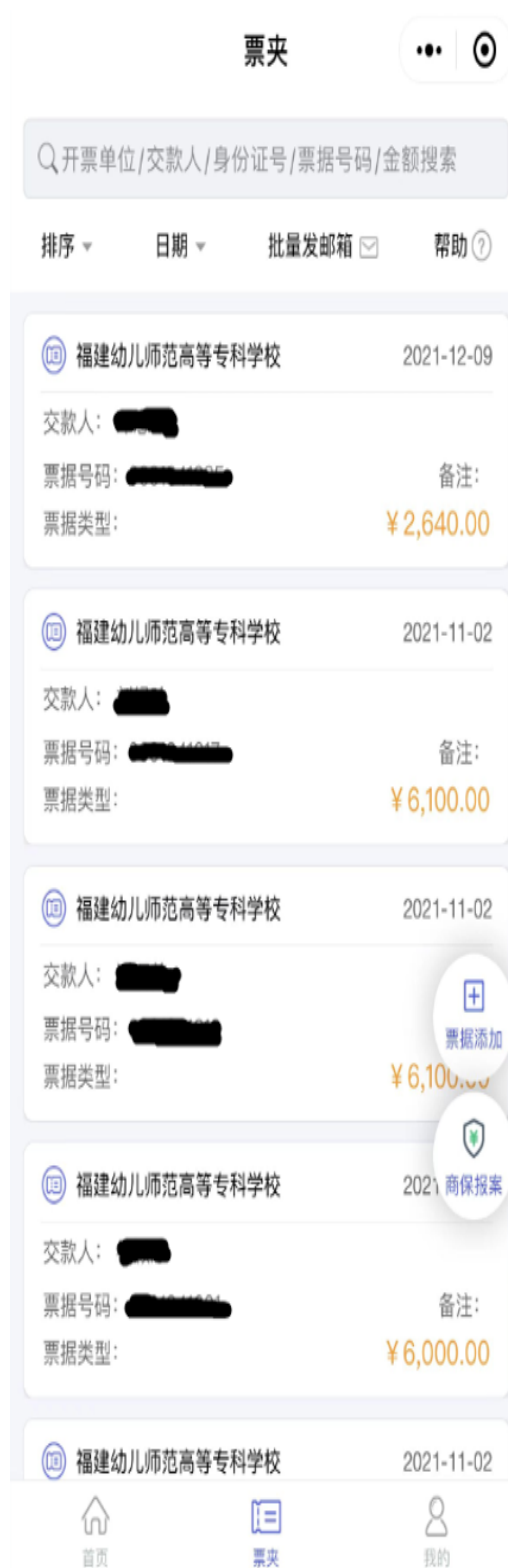 票夹
开票单位/交款人/身份证号/票据号码/金额搜索
排序 日期 批量发邮箱 帮助?
福建幼儿师范高等专科学校 2021-12-09
交款人:
票据号码: 备注:
票据类型: ¥2,640.00
福建幼儿师范高等专科学校 2021-11-02
交款人:
票据号码: 备注:
票据类型: ¥6,100.00
福建幼儿师范高等专科学校 2021-11-02
交款人:
票据号码:
票据添加
票据类型: ¥6,100.00
福建幼儿师范高等专科学校 2021
商保报案
交款人:
票据号码: 备注:
票据类型: ¥6,000.00
福建幼儿师范高等专科学校 2021-11-02
首页 票夹 我的